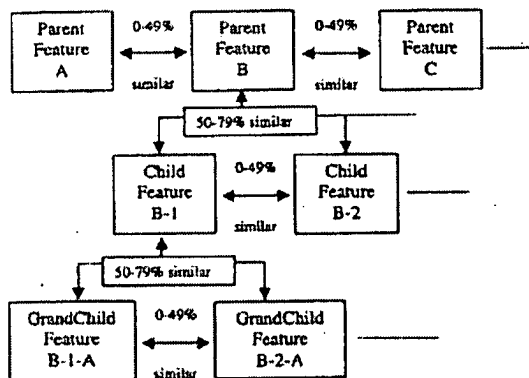 Parent Feature A
0-49% similar
Parent Feature B
0-49% similar
Parent Feature C
50-79% similar
Child Feature B-1
0-49% similar
Child Feature B-2
50-79% similar
GrandChild Feature B-1-A
0-49% similar
GrandChild Feature B-2-A